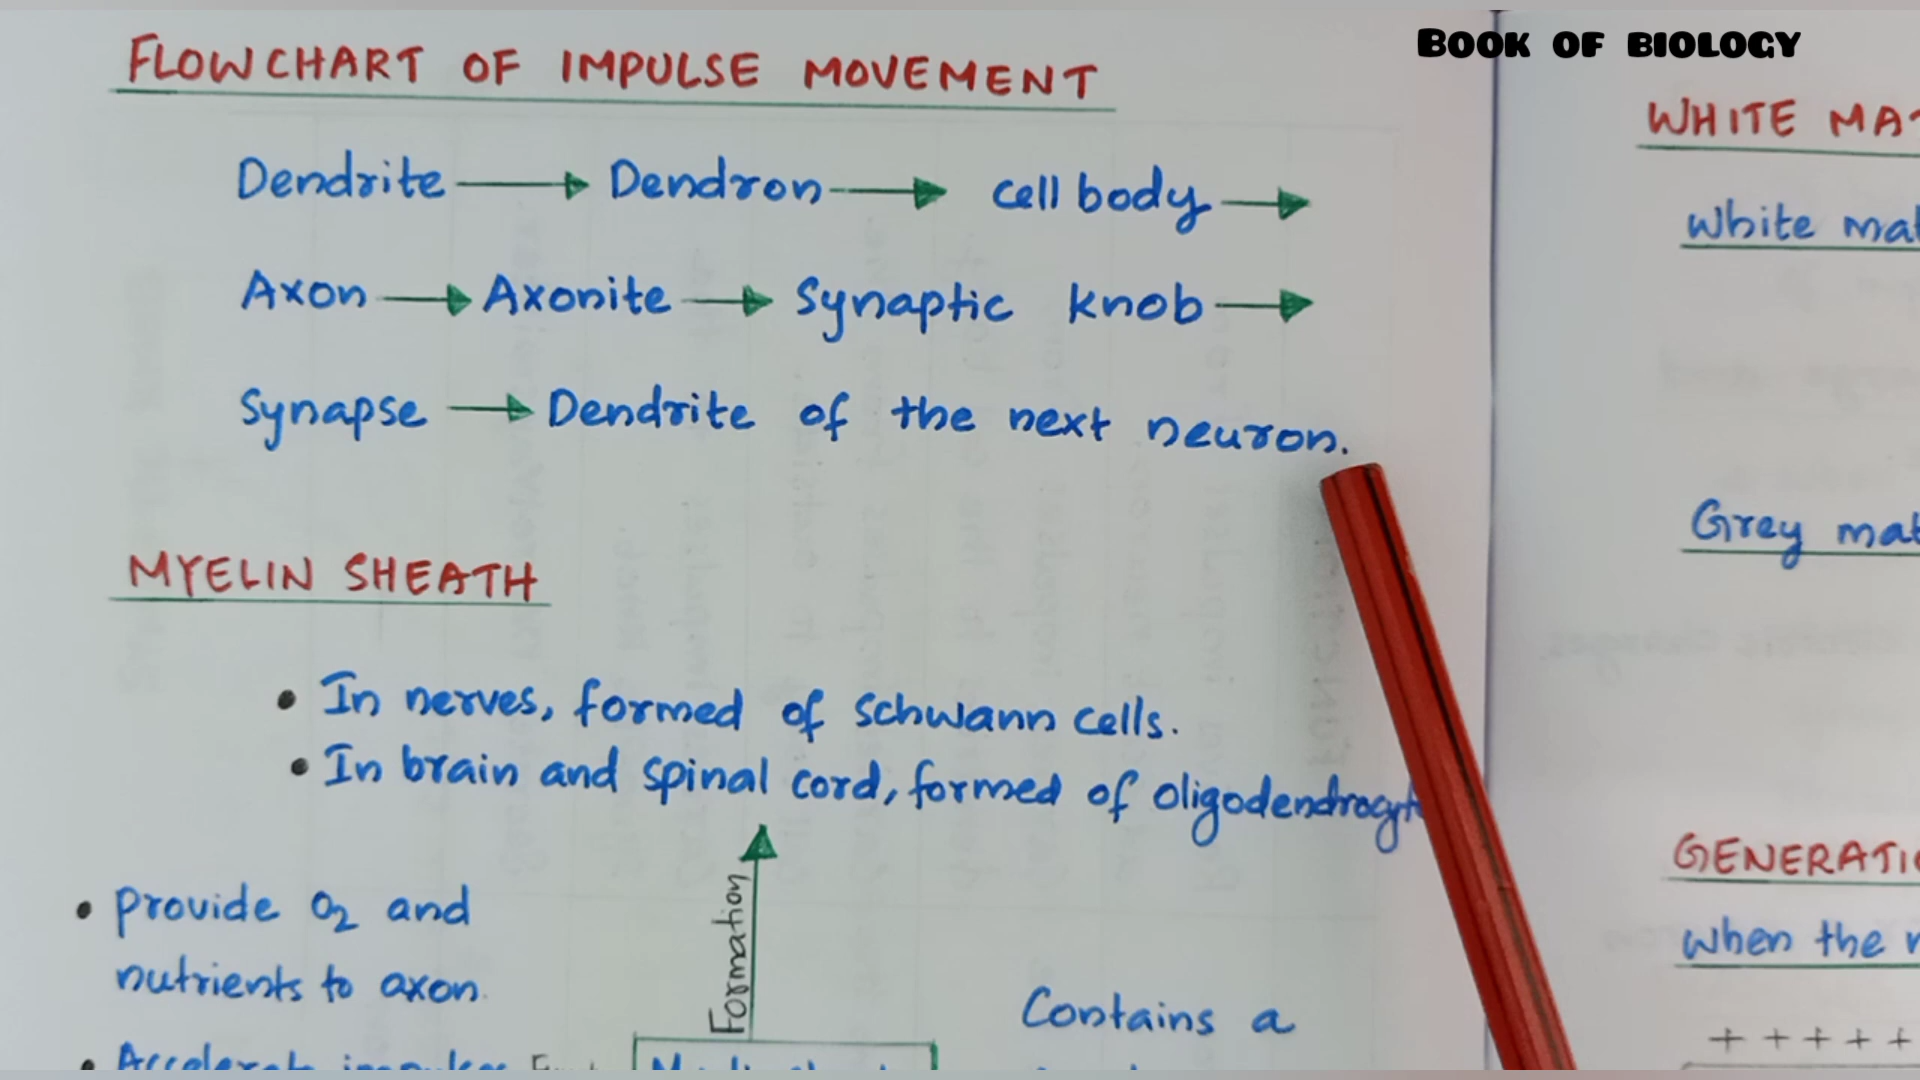 BOOK OF BIOLOGY
FLOWCHART OF IMPULSE MOVEMENT
Dendrite → Dendron → cell body →
Axon → Axonite → Synaptic knob →
Synapse → Dendrite of the next neuron.
MYELIN SHEATH
• In nerves, formed of schwann cells.
• In brain and spinal cord, formed of
• provide O₂ and
nutrients to axon.
Formation
Contains a
• Accelerate impulses
WHITE
White
Grey
when the
+ + + + +